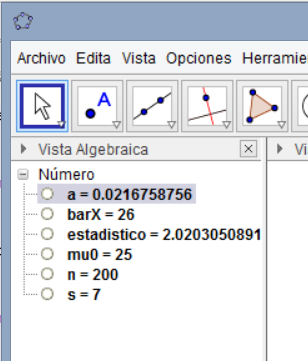 Archivo Edita Vista Opciones Herramie
A
Vista Algebraica
Número
a = 0.0216758756
barX = 26
estadistico = 2.0203050891
mu0 = 25
n = 200
s = 7